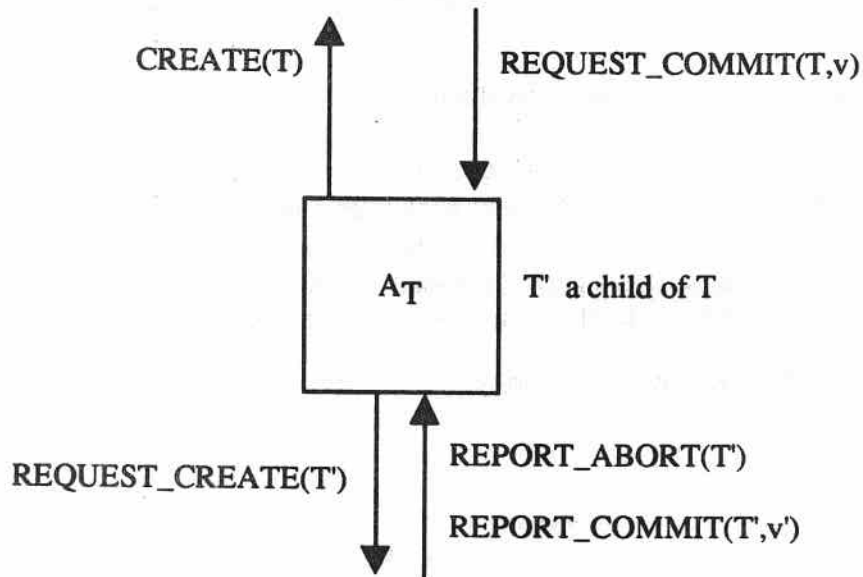 CREATE(T)
REQUEST_COMMIT(T,v)
AT
T' a child of T
REQUEST_CREATE(T')
REPORT_ABORT(T')
REPORT_COMMIT(T',v')